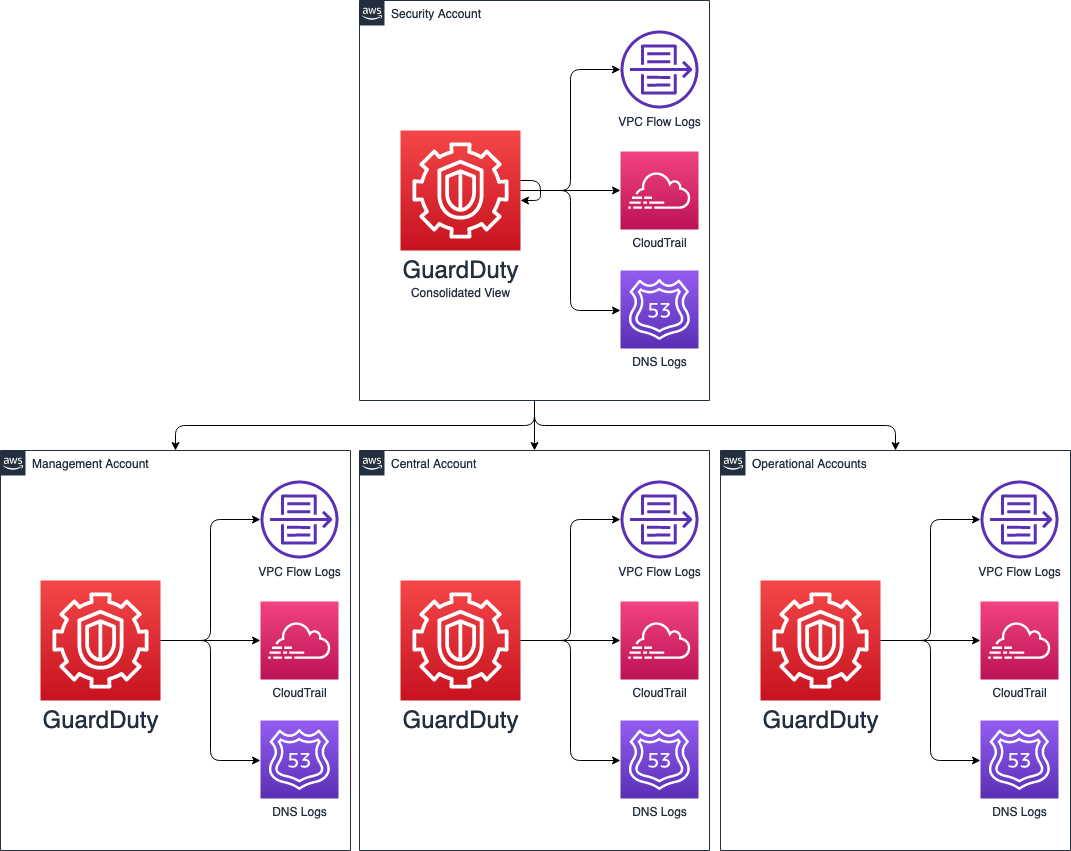 aws
Security Account
VPC Flow Logs
CloudTrail
GuardDuty
Consolidated View
53
DNS Logs
aws
Management Account
VPC Flow Logs
CloudTrail
GuardDuty
53
DNS Logs
aws
Central Account
VPC Flow Logs
CloudTrail
GuardDuty
53
DNS Logs
aws
Operational Accounts
VPC Flow Logs
CloudTrail
GuardDuty
53
DNS Logs